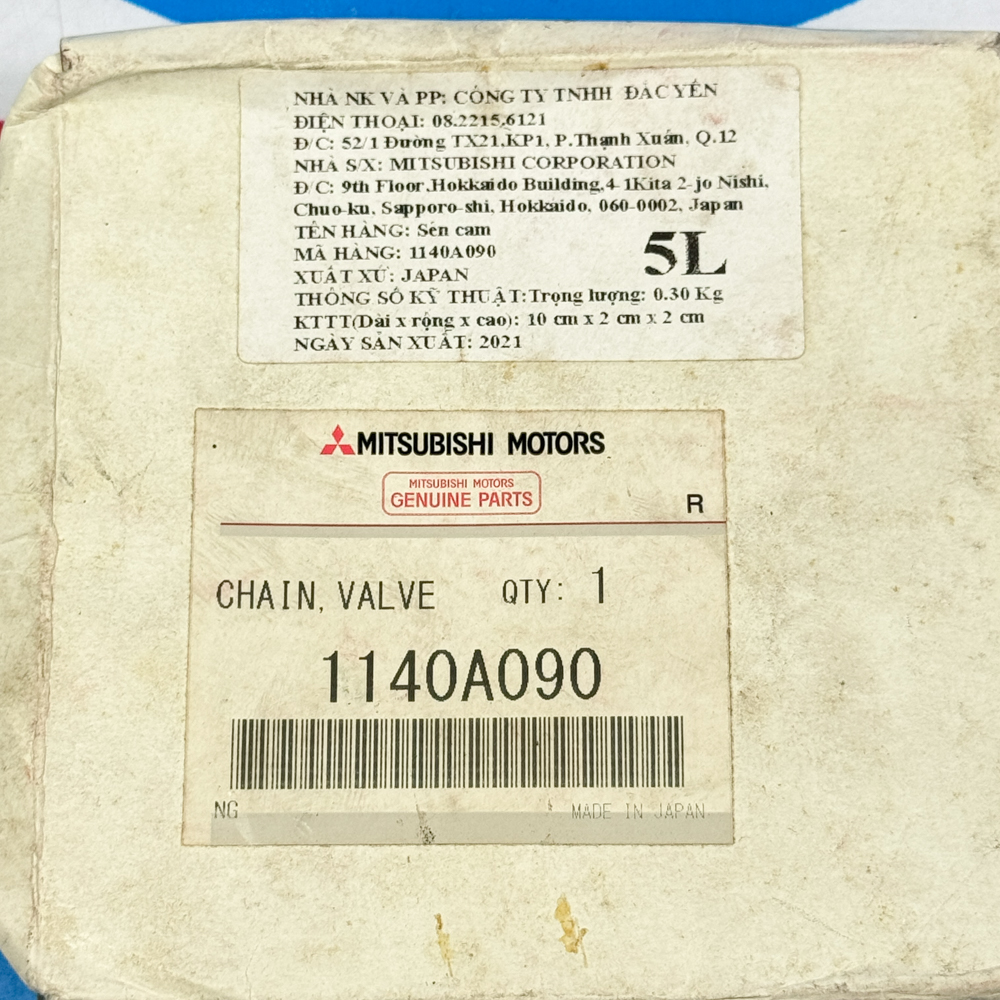 NHÀ NK VÀ PP: CÔNG TY TNHH ĐẮC YẾN
ĐIỆN THOẠI: 08.2215.6121
Đ/C: 52/1 Đường TX21,KP1, P.Thạnh Xuân, Q.12
NHÀ S/X: MITSUBISHI CORPORATION
Đ/C: 9th Floor,Hokkaido Building,4-1Kita 2-jo Nishi,
Chuo-ku, Sapporo-shi, Hokkaido, 060-0002, Japan
TÊN HÀNG: Sên cam
MÃ HÀNG: 1140A090
5L
XUẤT XỨ: JAPAN
THÔNG SỐ KỸ THUẬT:Trọng lượng: 0.30 Kg
KTTT(Dài x rộng x cao): 10 cm x 2 cm x 2 cm
NGÀY SẢN XUẤT: 2021
MITSUBISHI MOTORS
MITSUBISHI MOTORS
GENUINE PARTS
R
CHAIN, VALVE QTY: 1
1140A090
NG MADE IN JAPAN